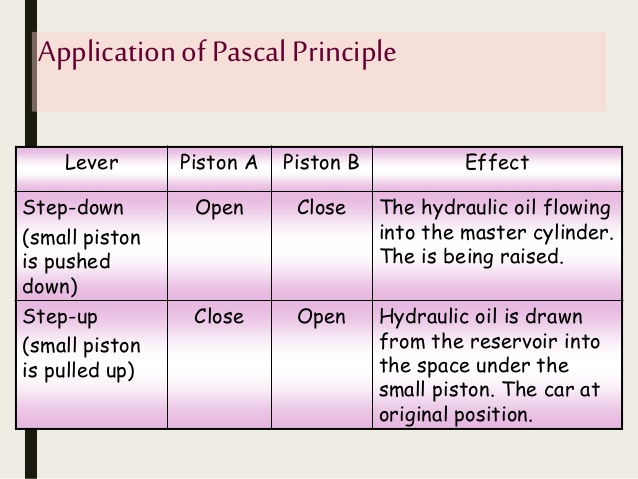 Application of Pascal Principle
Lever Piston A Piston B Effect
Step-down
(small piston
is pushed
down)
Open
Close
The hydraulic oil flowing
into the master cylinder.
The is being raised.
Step-up
(small piston
is pulled up)
Close
Open
Hydraulic oil is drawn
from the reservoir into
the space under the
small piston. The car at
original position.